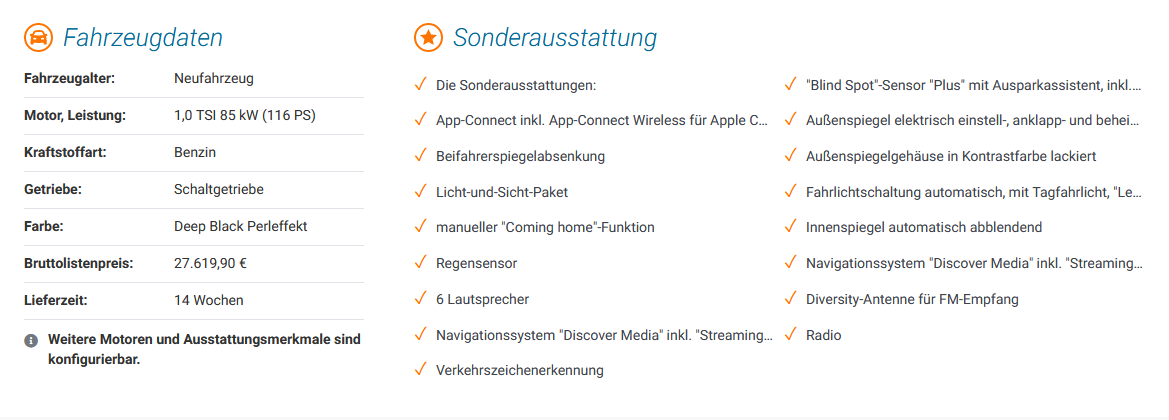 Fahrzeugdaten
Fahrzeugalter: Neufahrzeug
Motor, Leistung: 1,0 TSI 85 kW (116 PS)
Kraftstoffart: Benzin
Getriebe: Schaltgetriebe
Farbe: Deep Black Perleffekt
Bruttolistenpreis: 27.619,90 €
Lieferzeit: 14 Wochen
Weitere Motoren und Ausstattungsmerkmale sind
konfigurierbar.
Sonderausstattung
Die Sonderausstattungen:
App-Connect inkl. App-Connect Wireless für Apple C...
Beifahrerspiegelabsenkung
Licht-und-Sicht-Paket
manueller "Coming home"-Funktion
Regensensor
6 Lautsprecher
Navigationssystem "Discover Media" inkl. "Streaming...
Verkehrszeichenerkennung
"Blind Spot"-Sensor "Plus" mit Ausparkassistent, inkl....
Außenspiegel elektrisch einstell-, anklapp- und behei...
Außenspiegelgehäuse in Kontrastfarbe lackiert
Fahrlichtschaltung automatisch, mit Tagfahrlicht, "Le...
Innenspiegel automatisch abblendend
Navigationssystem "Discover Media" inkl. "Streaming...
Diversity-Antenne für FM-Empfang
Radio